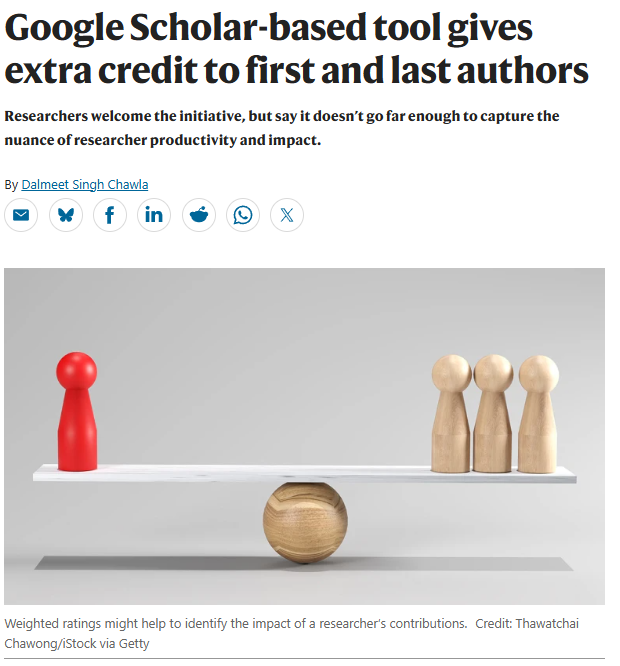 Google Scholar-based tool gives
extra credit to first and last authors
Researchers welcome the initiative, but say it doesn’t go far enough to capture the
nuance of researcher productivity and impact.
By Dalmeet Singh Chawla
Weighted ratings might help to identify the impact of a researcher’s contributions. Credit: Thawatchai
Chawong/iStock via Getty